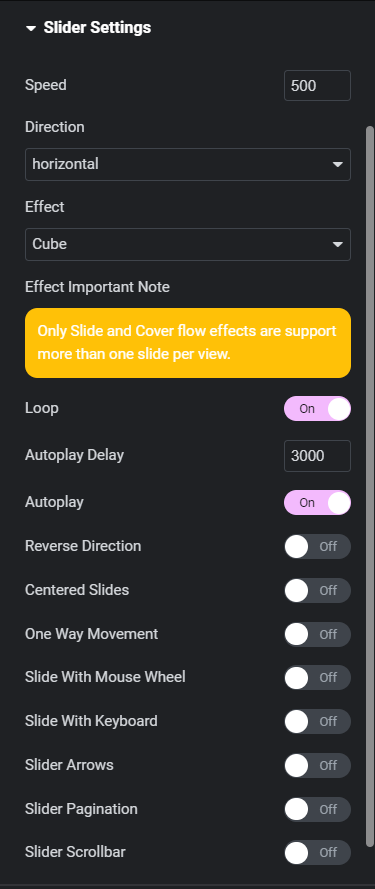 Slider Settings
Speed 500
Direction
horizontal
Effect
Cube
Effect Important Note
Only Slide and Cover flow effects are support
more than one slide per view.
Loop On
Autoplay Delay 3000
Autoplay On
Reverse Direction Off
Centered Slides Off
One Way Movement Off
Slide With Mouse Wheel Off
Slide With Keyboard Off
Slider Arrows Off
Slider Pagination Off
Slider Scrollbar Off